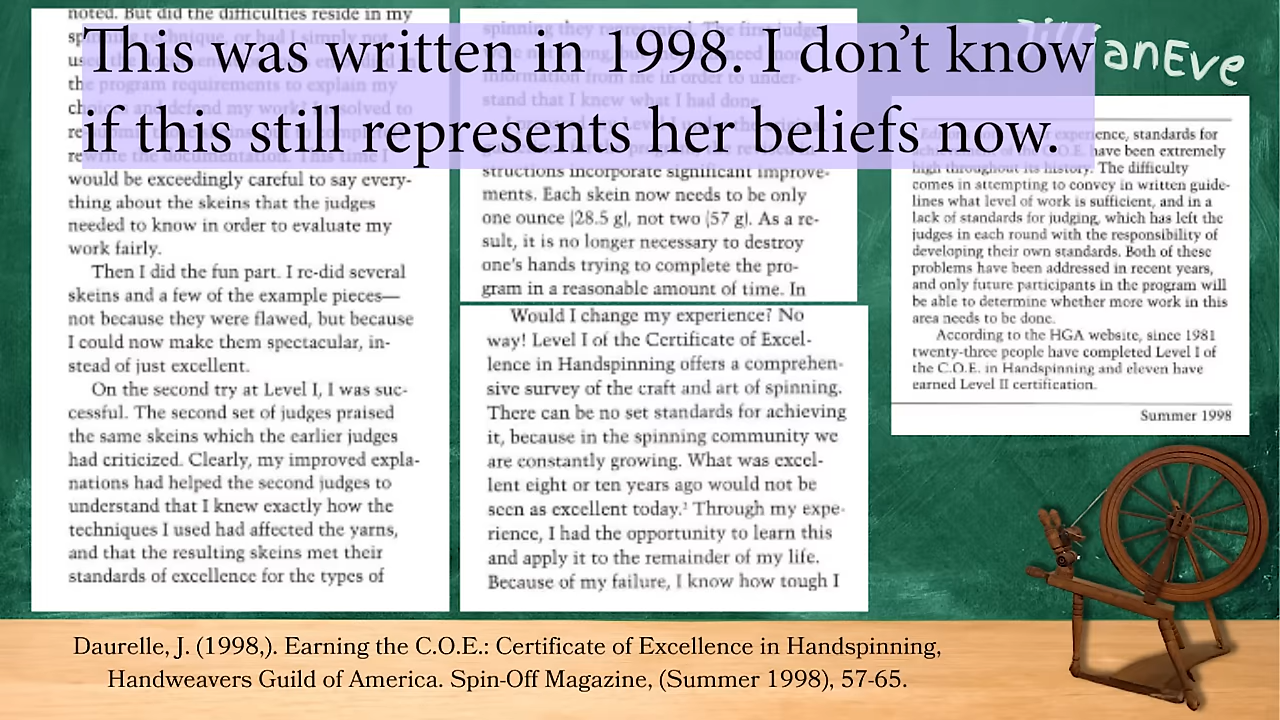 This was written in 1998. I don't know
if this still represents her beliefs now.
noted. But did the difficulties reside in my
would be exceedingly careful to say every-
thing about the skeins that the judges
needed to know in order to evaluate my
work fairly.
Then I did the fun part. I re-did several
skeins and a few of the example pieces—
not because they were flawed, but because
I could now make them spectacular, in-
stead of just excellent.
On the second try at Level I, I was suc-
cessful. The second set of judges praised
the same skeins which the earlier judges
had criticized. Clearly, my improved expla-
nations had helped the second judges to
understand that I knew exactly how the
techniques I used had affected the yarns,
and that the resulting skeins met their
standards of excellence for the types of
spinning they represented. The first judges
information from me in order to under-
stand that I knew what I had done.
structions incorporate significant improve-
ments. Each skein now needs to be only
one ounce (28.5 g), not two (57 g). As a re-
sult, it is no longer necessary to destroy
one's hands trying to complete the pro-
gram in a reasonable amount of time. In
Would I change my experience? No
way! Level I of the Certificate of Excel-
lence in Handspinning offers a comprehen-
sive survey of the craft and art of spinning.
There can be no set standards for achieving
it, because in the spinning community we
are constantly growing. What was excel-
lent eight or ten years ago would not be
seen as excellent today.² Through my expe-
rience, I had the opportunity to learn this
and apply it to the remainder of my life.
Because of my failure, I know how tough I
anEve
experience, standards for
C.O.E. have been extremely
high throughout its history. The difficulty
comes in attempting to convey in written guide-
lines what level of work is sufficient, and in a
lack of standards for judging, which has left the
judges in each round with the responsibility of
developing their own standards. Both of these
problems have been addressed in recent years,
and only future participants in the program will
be able to determine whether more work in this
area needs to be done.
According to the HGA website, since 1981
twenty-three people have completed Level I of
the C.O.E. in Handspinning and eleven have
earned Level II certification.
Summer 1998
Daurelle, J. (1998,). Earning the C.O.E.: Certificate of Excellence in Handspinning,
Handweavers Guild of America. Spin-Off Magazine, (Summer 1998), 57-65.